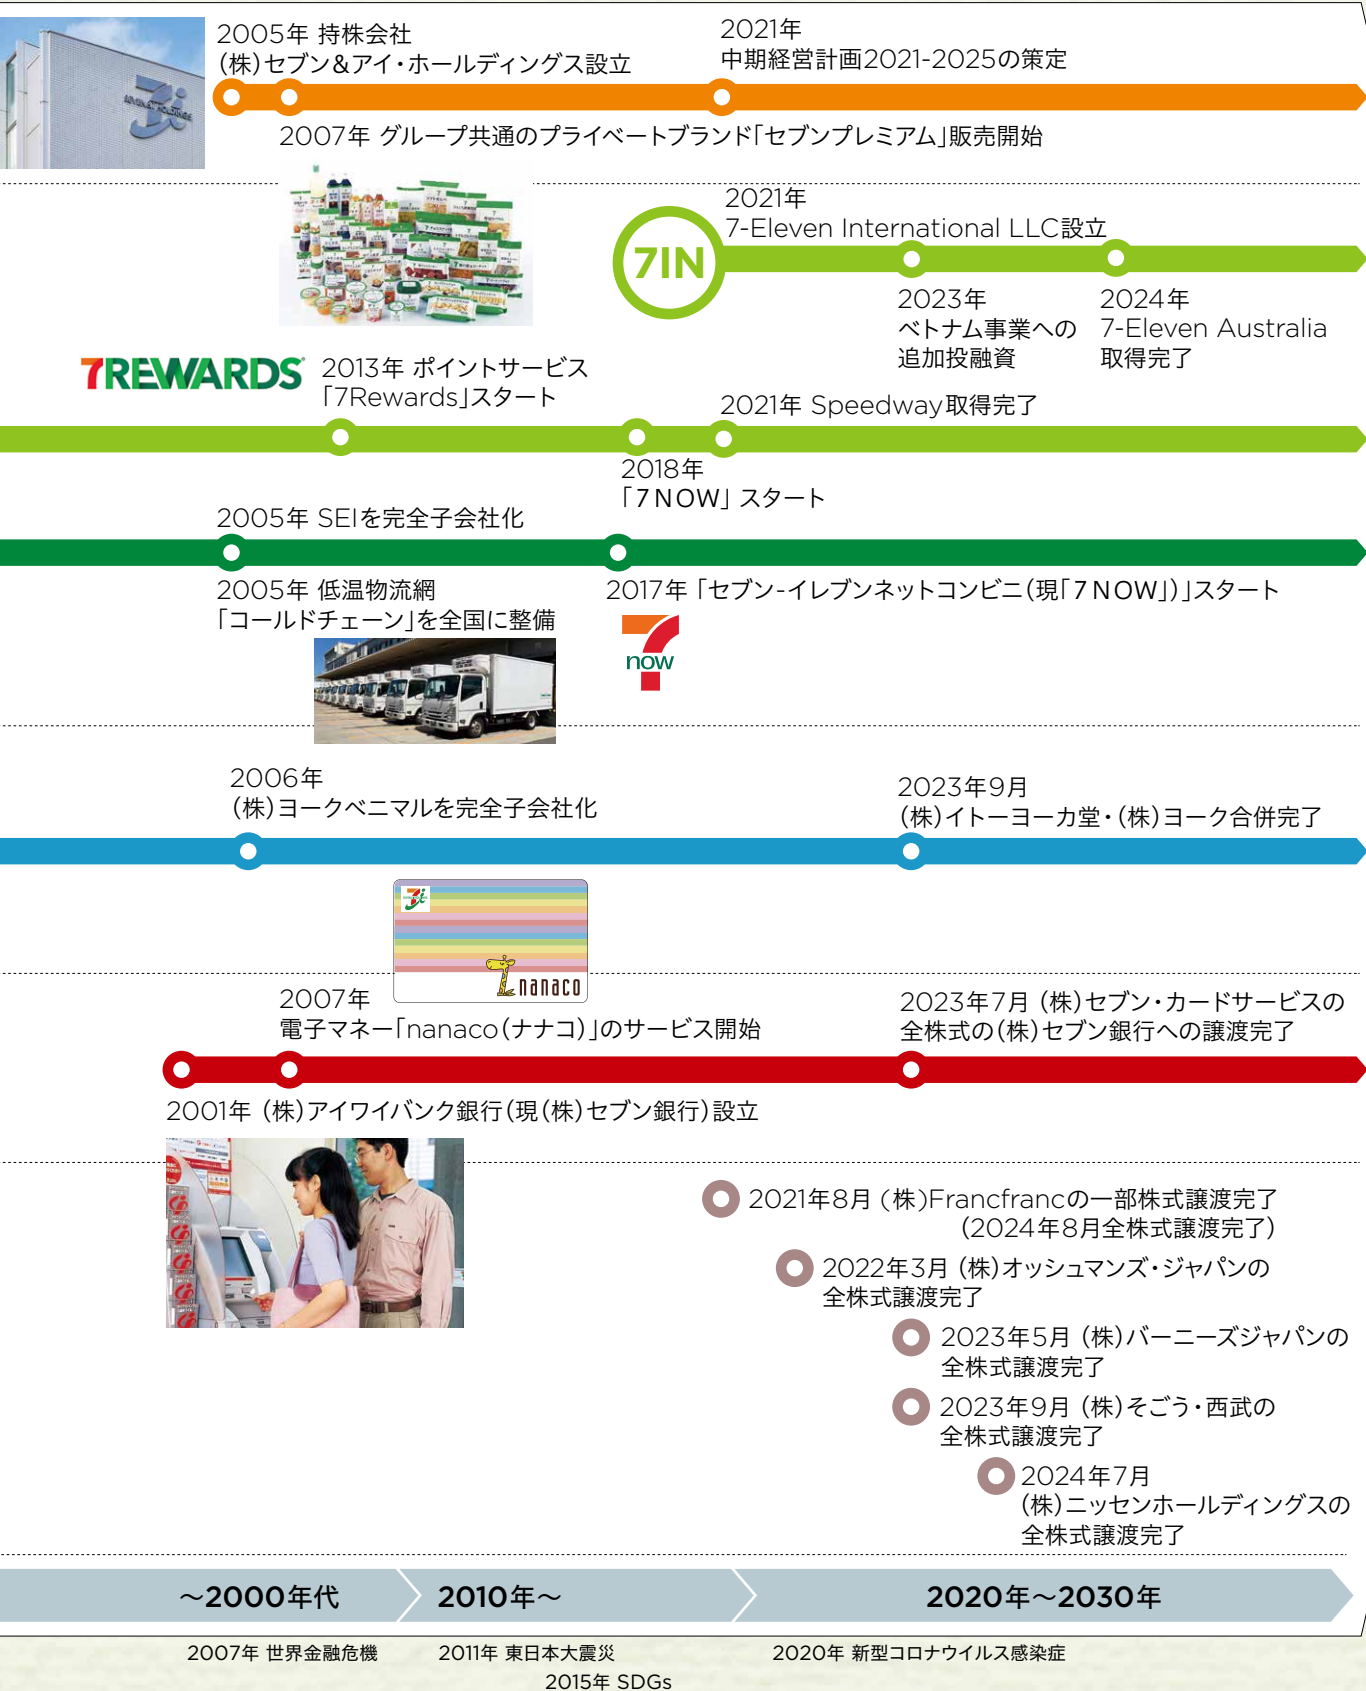 2005年 持株会社
(株)セブン&アイ・ホールディングス設立
2021年
中期経営計画2021-2025の策定
2007年 グループ共通のプライベートブランド「セブンプレミアム」販売開始
7IN
2021年
7-Eleven International LLC設立
2023年
ベトナム事業への
追加投融資
2024年
7-Eleven Australia
取得完了
7REWARDS
2013年 ポイントサービス
「7Rewards」スタート
2021年 Speedway取得完了
2018年
「7NOW」 スタート
2005年 SEIを完全子会社化
2005年 低温物流網
「コールドチェーン」を全国に整備
2017年 「セブン-イレブンネットコンビニ(現「7NOW」)」スタート
7
now
2006年
(株)ヨークベニマルを完全子会社化
2023年9月
(株)イトーヨーカ堂・(株)ヨーク合併完了
nanaco
2007年
電子マネー「nanaco(ナナコ)」のサービス開始
2023年7月 (株)セブン・カードサービスの
全株式の(株)セブン銀行への譲渡完了
2001年 (株)アイワイバンク銀行(現(株)セブン銀行)設立
2021年8月 (株)Francfrancの一部株式譲渡完了
(2024年8月全株式譲渡完了)
2022年3月 (株)オッシュマンズ・ジャパンの
全株式譲渡完了
2023年5月 (株)バーニーズジャパンの
全株式譲渡完了
2023年9月 (株)そごう・西武の
全株式譲渡完了
2024年7月
(株)ニッセンホールディングスの
全株式譲渡完了
～2000年代
2010年～
2020年～2030年
2007年 世界金融危機
2011年 東日本大震災
2020年 新型コロナウイルス感染症
2015年 SDGs